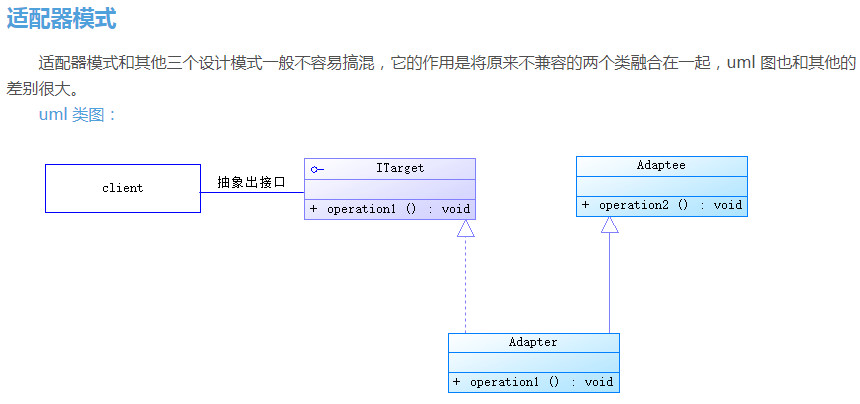 适配器模式
适配器模式和其他三个设计模式一般不容易搞混，它的作用是将原来不兼容的两个类融合在一起，uml 图也和其他的
差别很大。
uml 类图：
client
抽象出接口
ITarget
+ operation1 () : void
Adaptee
+ operation2 () : void
Adapter
+ operation1 () : void